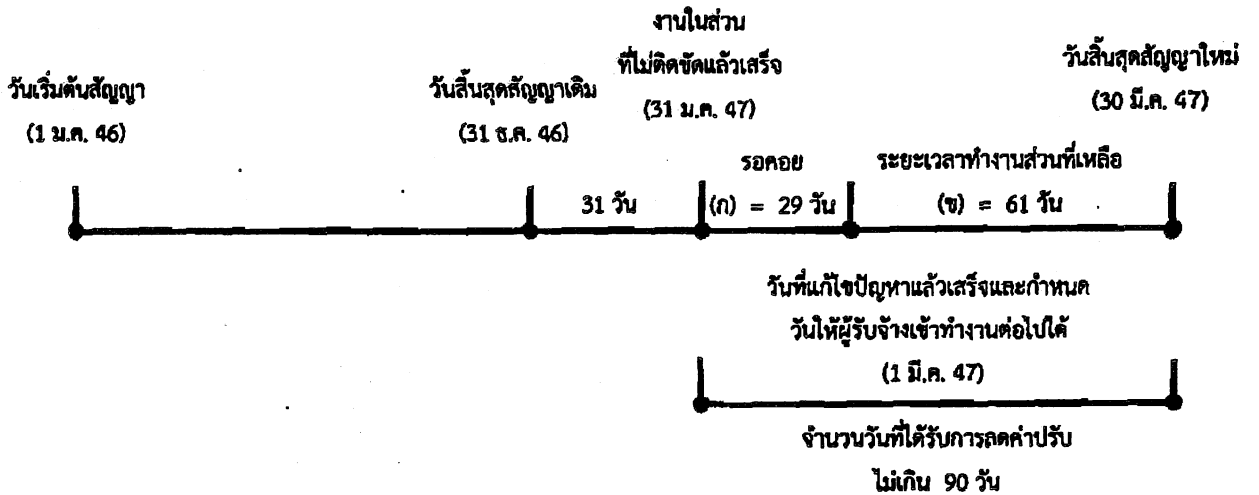 งานในส่วน
ที่ไม่ติดขัดแล้วเสร็จ
(31 ม.ค. 47)
วันเริ่มต้นสัญญา
(1 ม.ค. 46)
วันสิ้นสุดสัญญาเดิม
(31 ธ.ค. 46)
วันสิ้นสุดสัญญาใหม่
(30 มี.ค. 47)
31 วัน
รอคอย
(ก) = 29 วัน
ระยะเวลาทำงานส่วนที่เหลือ
(ข) = 61 วัน
วันที่แก้ไขปัญหาแล้วเสร็จและกำหนด
วันให้ผู้รับจ้างเข้าทำงานต่อไปได้
(1 มี.ค. 47)
จำนวนวันที่ได้รับการลดค่าปรับ
ไม่เกิน 90 วัน